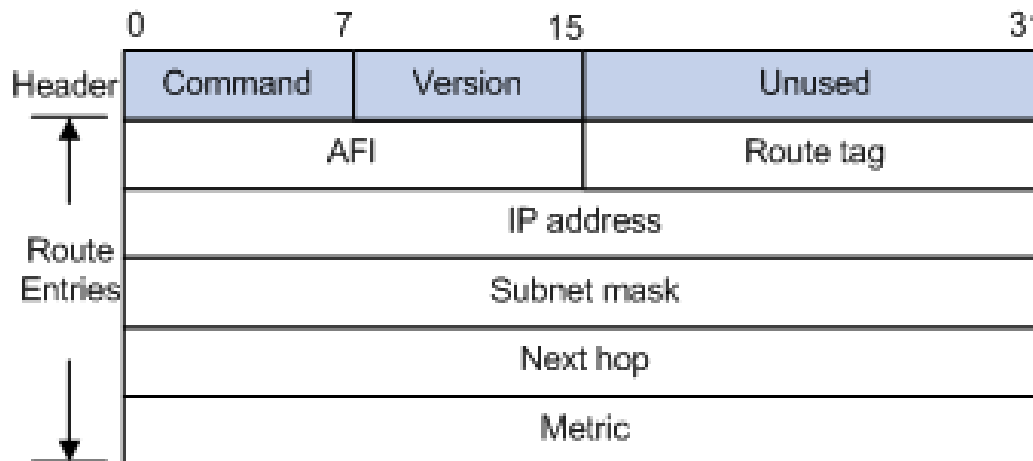 0 7 15 31
Header Command Version Unused
AFI Route tag
IP address
Route
Entries
Subnet mask
Next hop
Metric